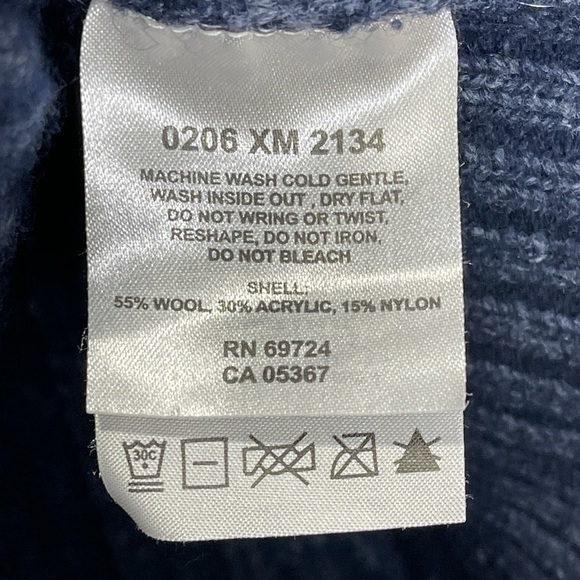 0206 XM 2134
MACHINE WASH COLD GENTLE,
WASH INSIDE OUT , DRY FLAT,
DO NOT WRING OR TWIST,
RESHAPE, DO NOT IRON,
DO NOT BLEACH
SHELL:
55% WOOL, 30% ACRYLIC, 15% NYLON
RN 69724
CA 05367
30C